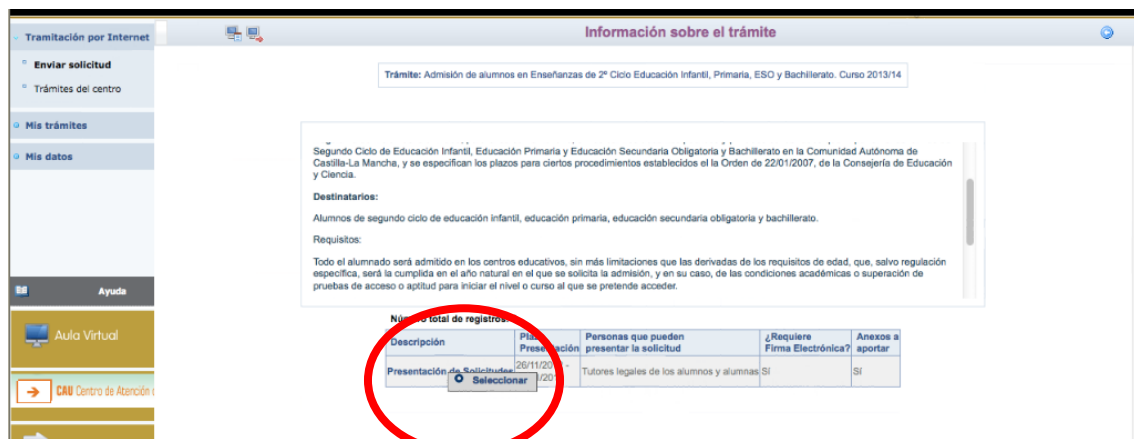 Tramitación por Internet
Enviar solicitud
Trámites del centro
Mis trámites
Mis datos
Ayuda
Aula Virtual
CAU Centro de Atención
Información sobre el trámite
Trámite: Admisión de alumnos en Enseñanzas de 2º Ciclo Educación Infantil, Primaria, ESO y Bachillerato. Curso 2013/14
Segundo Ciclo de Educación Infantil, Educación Primaria y Educación Secundaria Obligatoria y Bachillerato en la Comunidad Autónoma de
Castilla-La Mancha, y se especifican los plazos para ciertos procedimientos establecidos el la Orden de 22/01/2007, de la Consejería de Educación
y Ciencia.
Destinatarios:
Alumnos de segundo ciclo de educación infantil, educación primaria, educación secundaria obligatoria y bachillerato.
Requisitos:
Todo el alumnado será admitido en los centros educativos, sin más limitaciones que las derivadas de los requisitos de edad, que, salvo regulación
específica, será la cumplida en el año natural en el que se solicita la admisión, y en su caso, de las condiciones académicas o superación de
pruebas de acceso o aptitud para iniciar el nivel o curso al que se pretende acceder.
Número total de registros:
Descripción
Plazo Presentación
Personas que pueden
presentar la solicitud
¿Requiere
Firma Electrónica?
Anexos a
aportar
Presentación de Solicitudes
26/11/20
Tutores legales de los alumnos y alumnas
Sí
Sí
Seleccionar